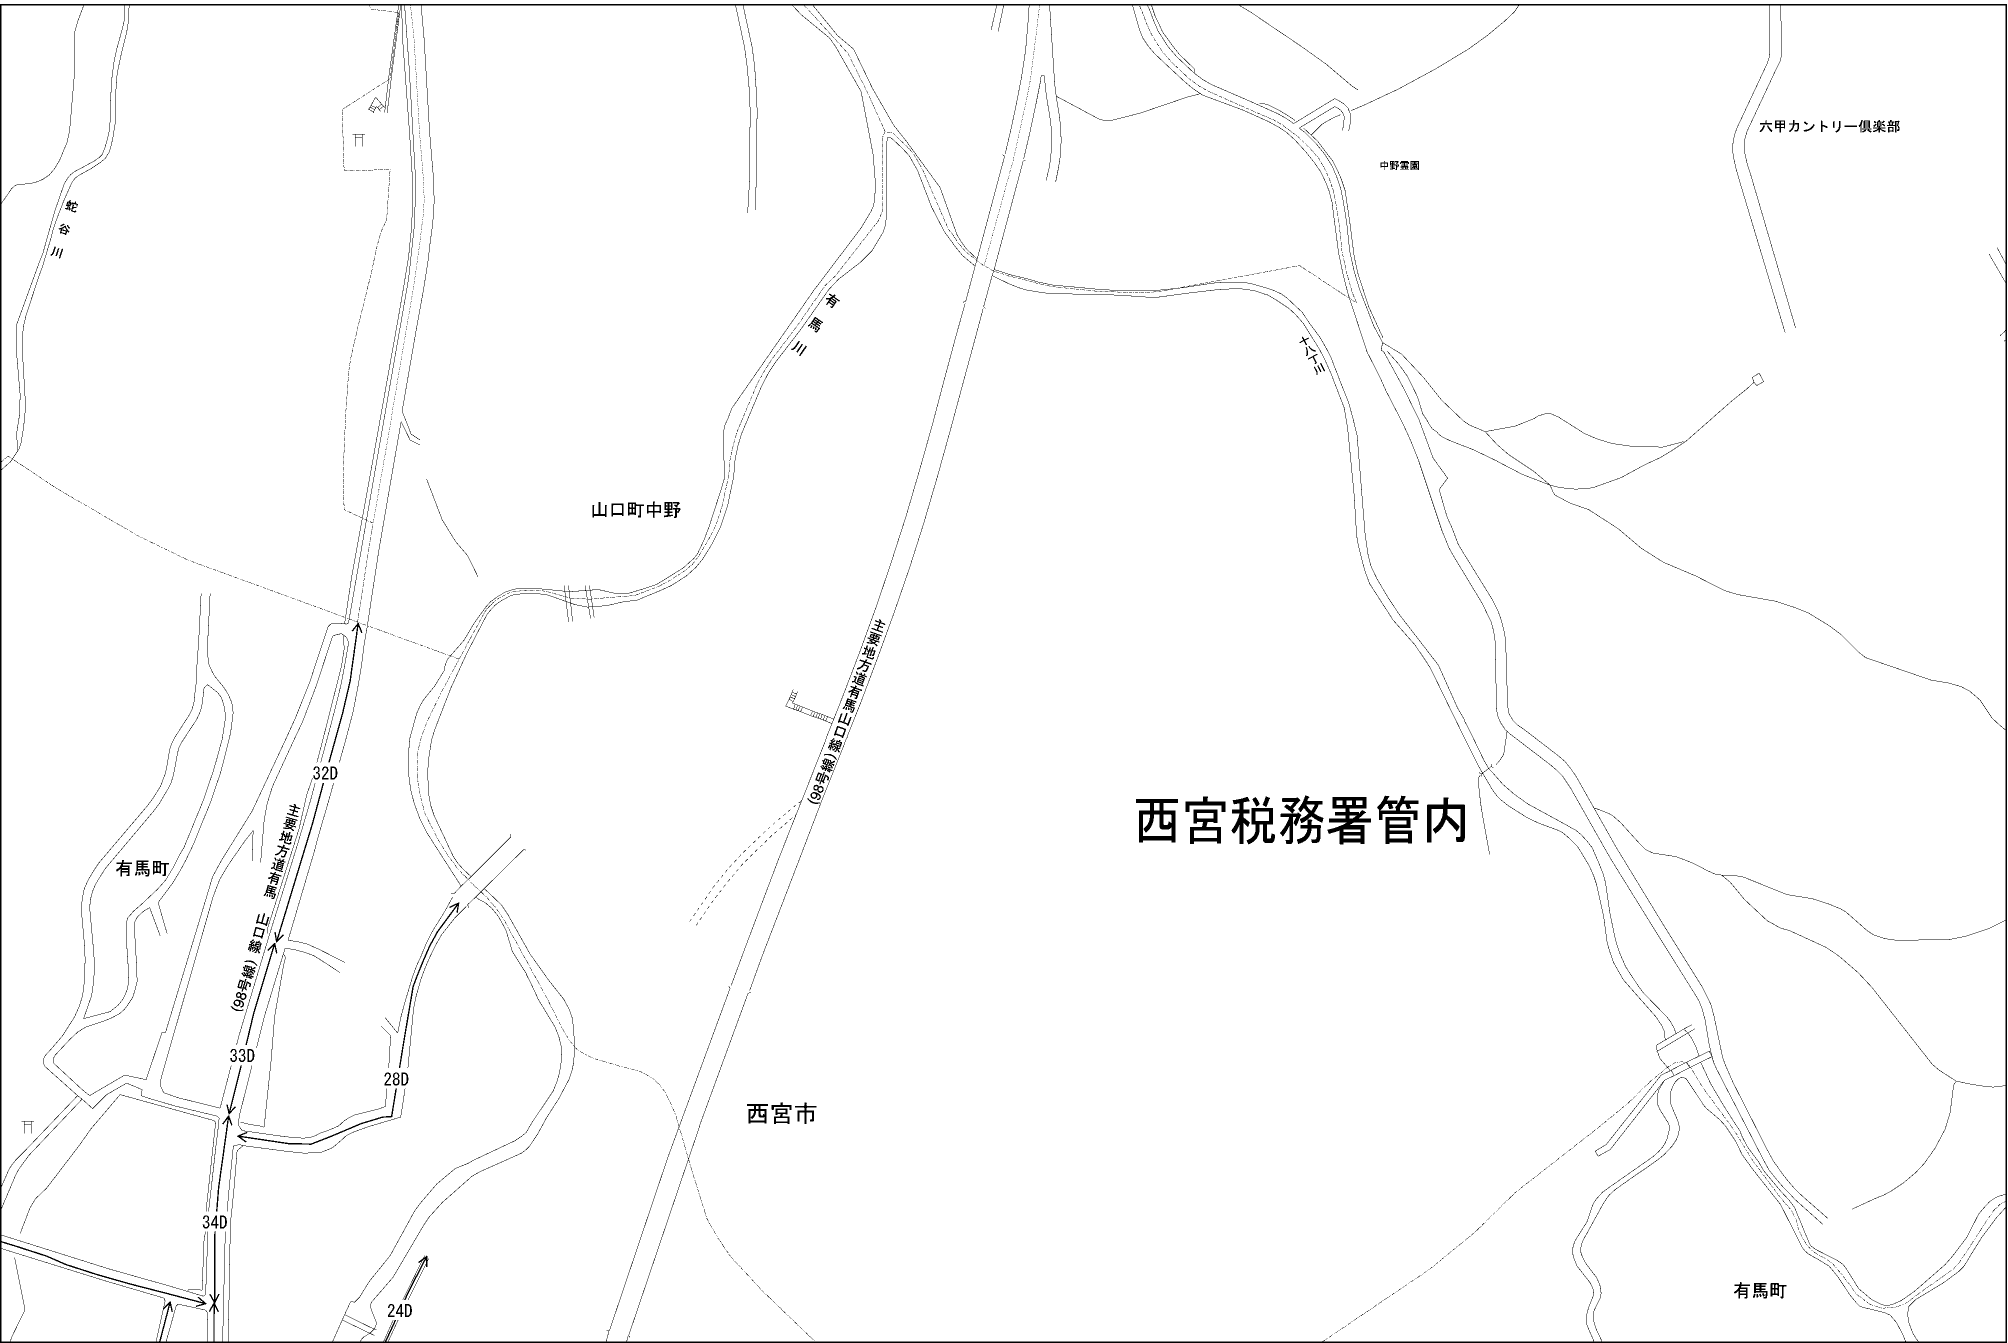 六甲カントリー倶楽部
中野霊園
蛇谷川
有馬川
十八丁川
山口町中野
主要地方道有馬山口線(98号線)
32D
西宮税務署管内
主要地方道有馬山口線(98号線)
有馬町
33D
28D
西宮市
34D
有馬町
24D